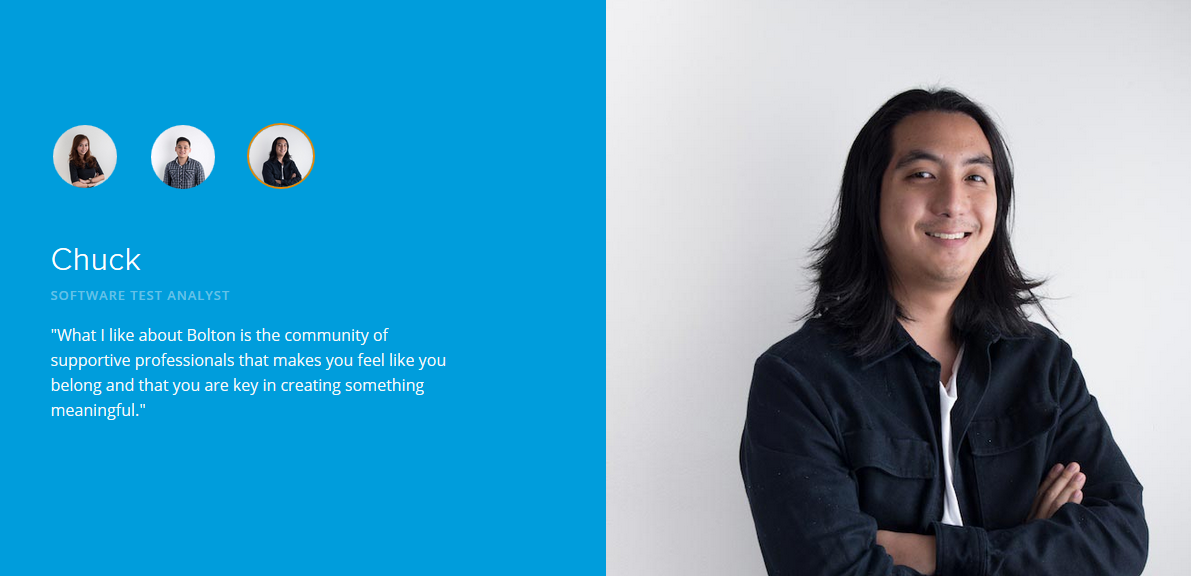 Chuck
SOFTWARE TEST ANALYST
"What I like about Bolton is the community of
supportive professionals that makes you feel like you
belong and that you are key in creating something
meaningful."